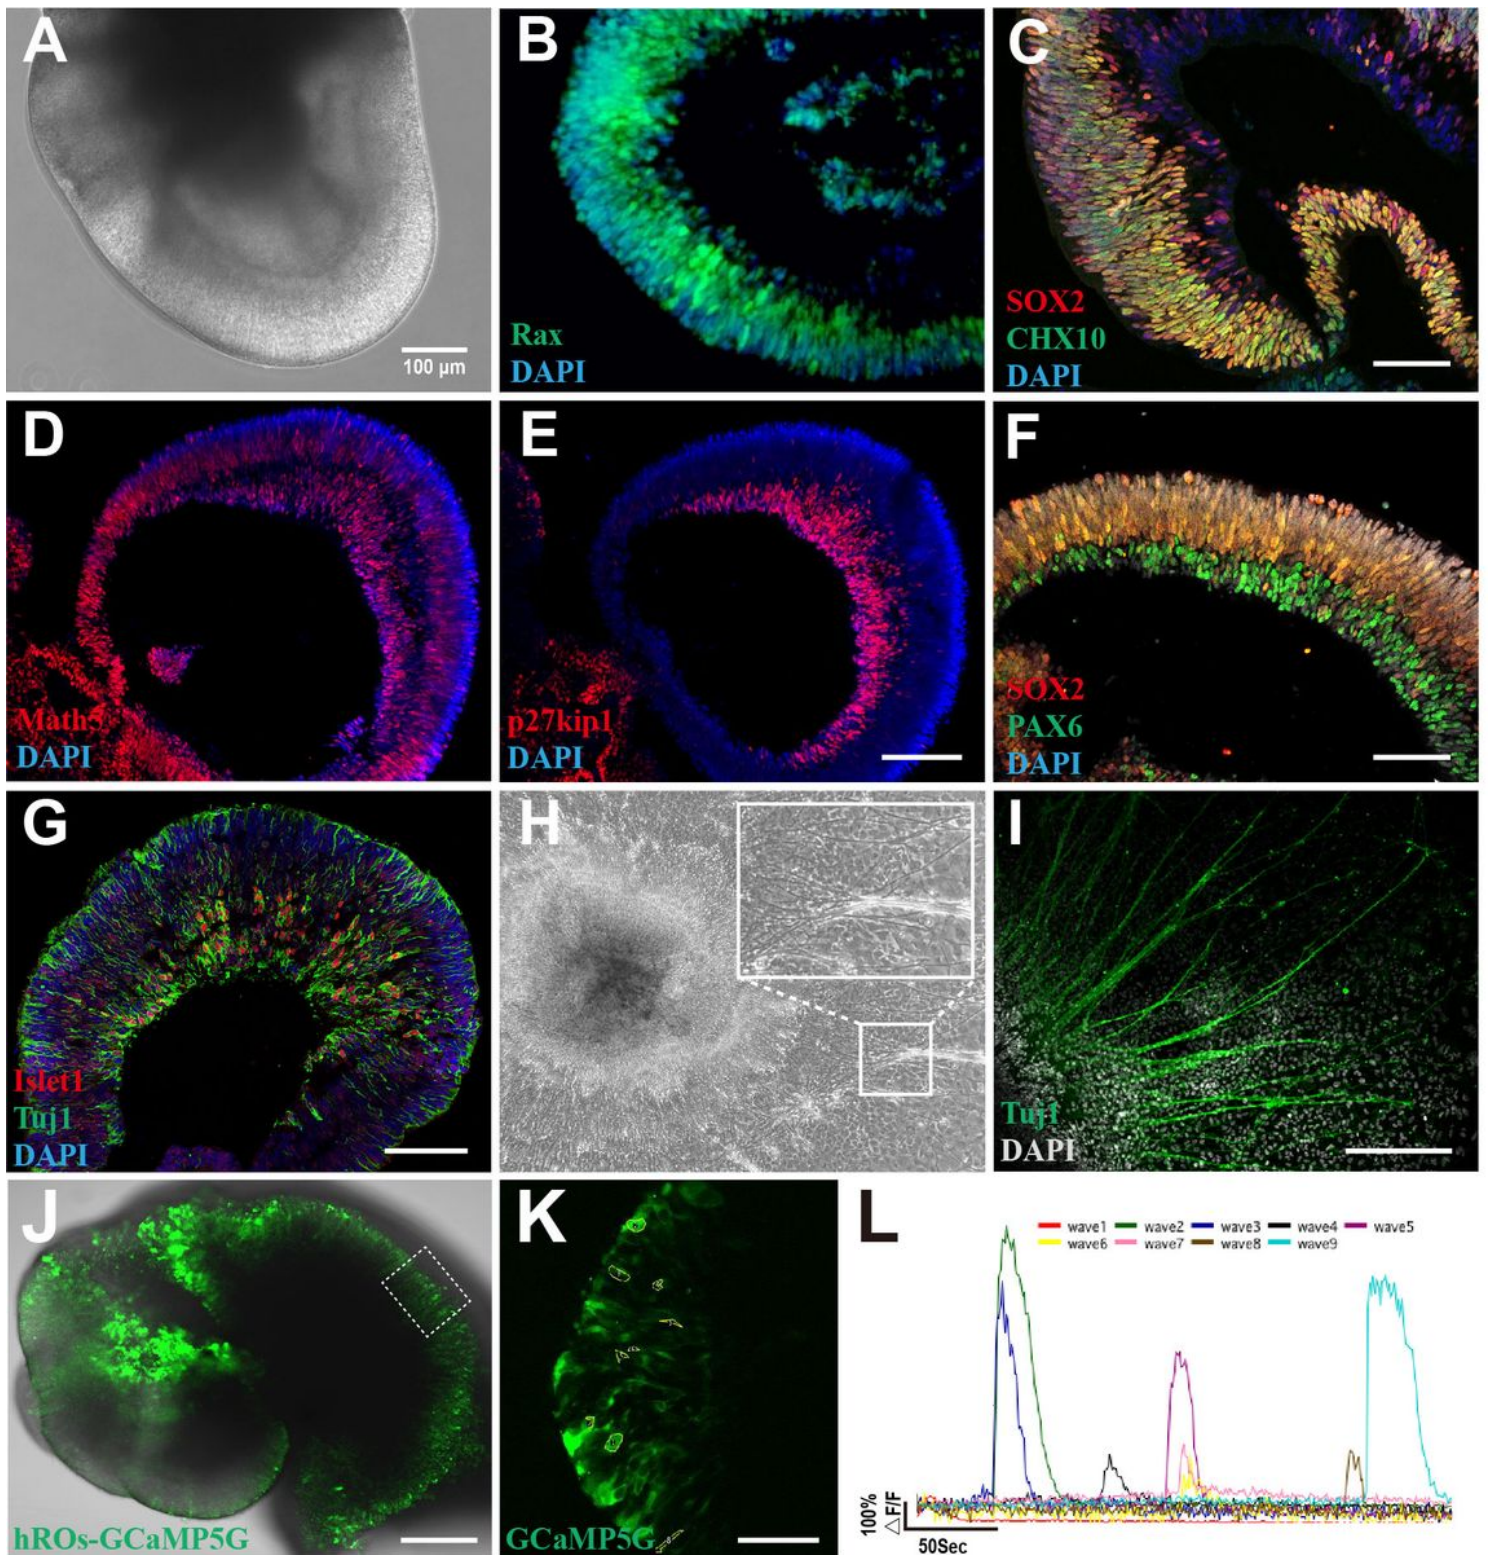 A
100 µm
B
Rax
DAPI
C
SOX2
CHX10
DAPI
D
Math5
DAPI
E
p27kip1
DAPI
F
SOX2
PAX6
DAPI
G
Islet1
Tuj1
DAPI
H
I
Tuj1
DAPI
J
hROs-GCaMP5G
K
GCaMP5G
L
wave1 wave2 wave3 wave4 wave5
wave6 wave7 wave8 wave9
100%
△F/F
50Sec